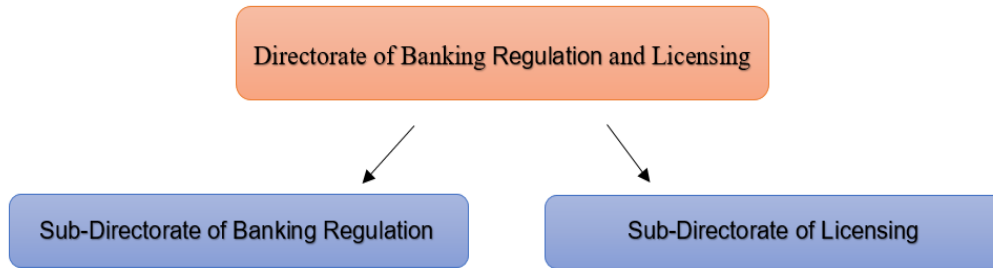 Directorate of Banking Regulation and Licensing
Sub-Directorate of Banking Regulation
Sub-Directorate of Licensing